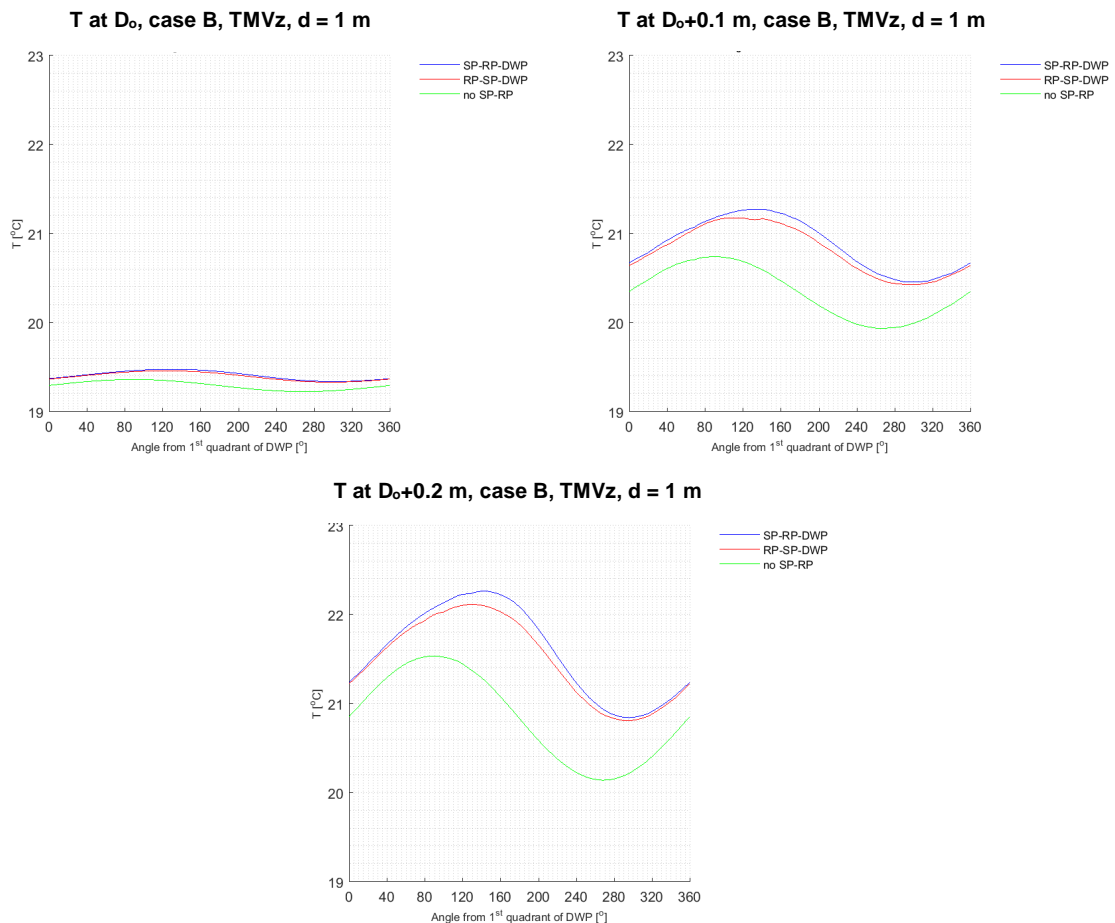 T at Dₒ, case B, TMVz, d = 1 m
23
22
21
20
19
T [°C]
0 40 80 120 160 200 240 280 320 360
Angle from 1st quadrant of DWP [°]
SP-RP-DWP
RP-SP-DWP
no SP-RP
T at Dₒ+0.1 m, case B, TMVz, d = 1 m
23
22
21
20
19
T [°C]
0 40 80 120 160 200 240 280 320 360
Angle from 1st quadrant of DWP [°]
SP-RP-DWP
RP-SP-DWP
no SP-RP
T at Dₒ+0.2 m, case B, TMVz, d = 1 m
23
22
21
20
19
T [°C]
0 40 80 120 160 200 240 280 320 360
Angle from 1st quadrant of DWP [°]
SP-RP-DWP
RP-SP-DWP
no SP-RP